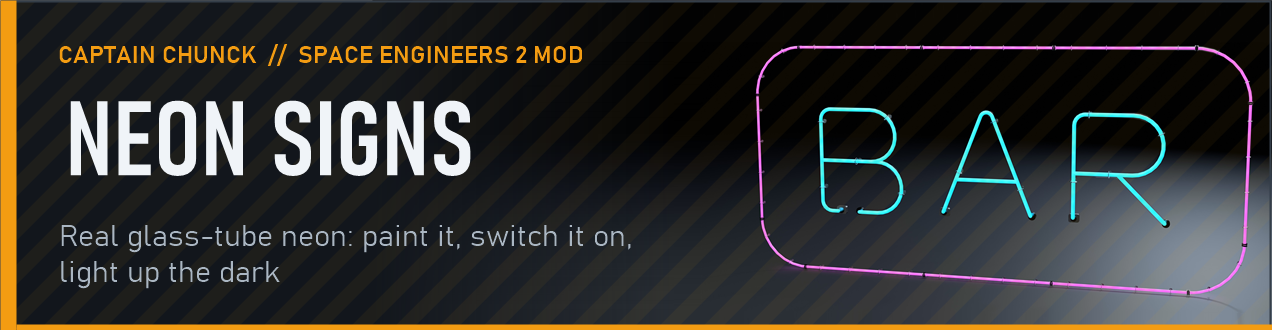 CAPTAIN CHUNCK // SPACE ENGINEERS 2 MOD
NEON SIGNS
Real glass-tube neon: paint it, switch it on,
light up the dark
BAR